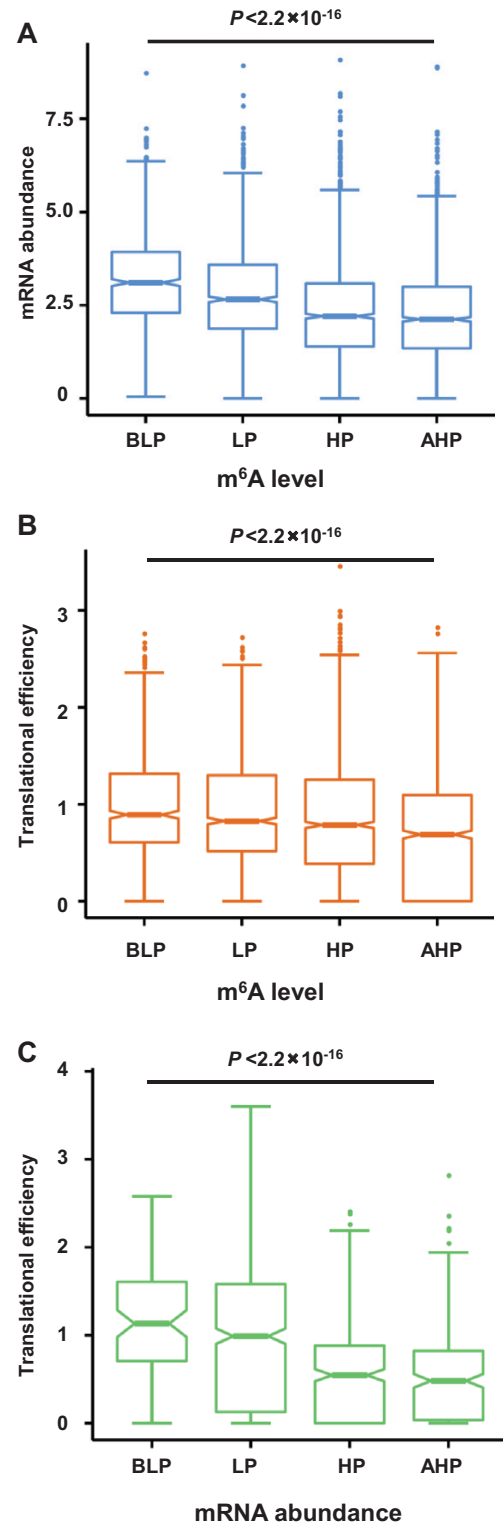 A
P<2.2×10⁻¹⁶
mRNA abundance
7.5
5.0
2.5
0
BLP LP HP AHP
m⁶A level
B
P<2.2×10⁻¹⁶
Translational efficiency
3
2
1
0
BLP LP HP AHP
m⁶A level
C
P<2.2×10⁻¹⁶
Translational efficiency
4
3
2
1
0
BLP LP HP AHP
mRNA abundance